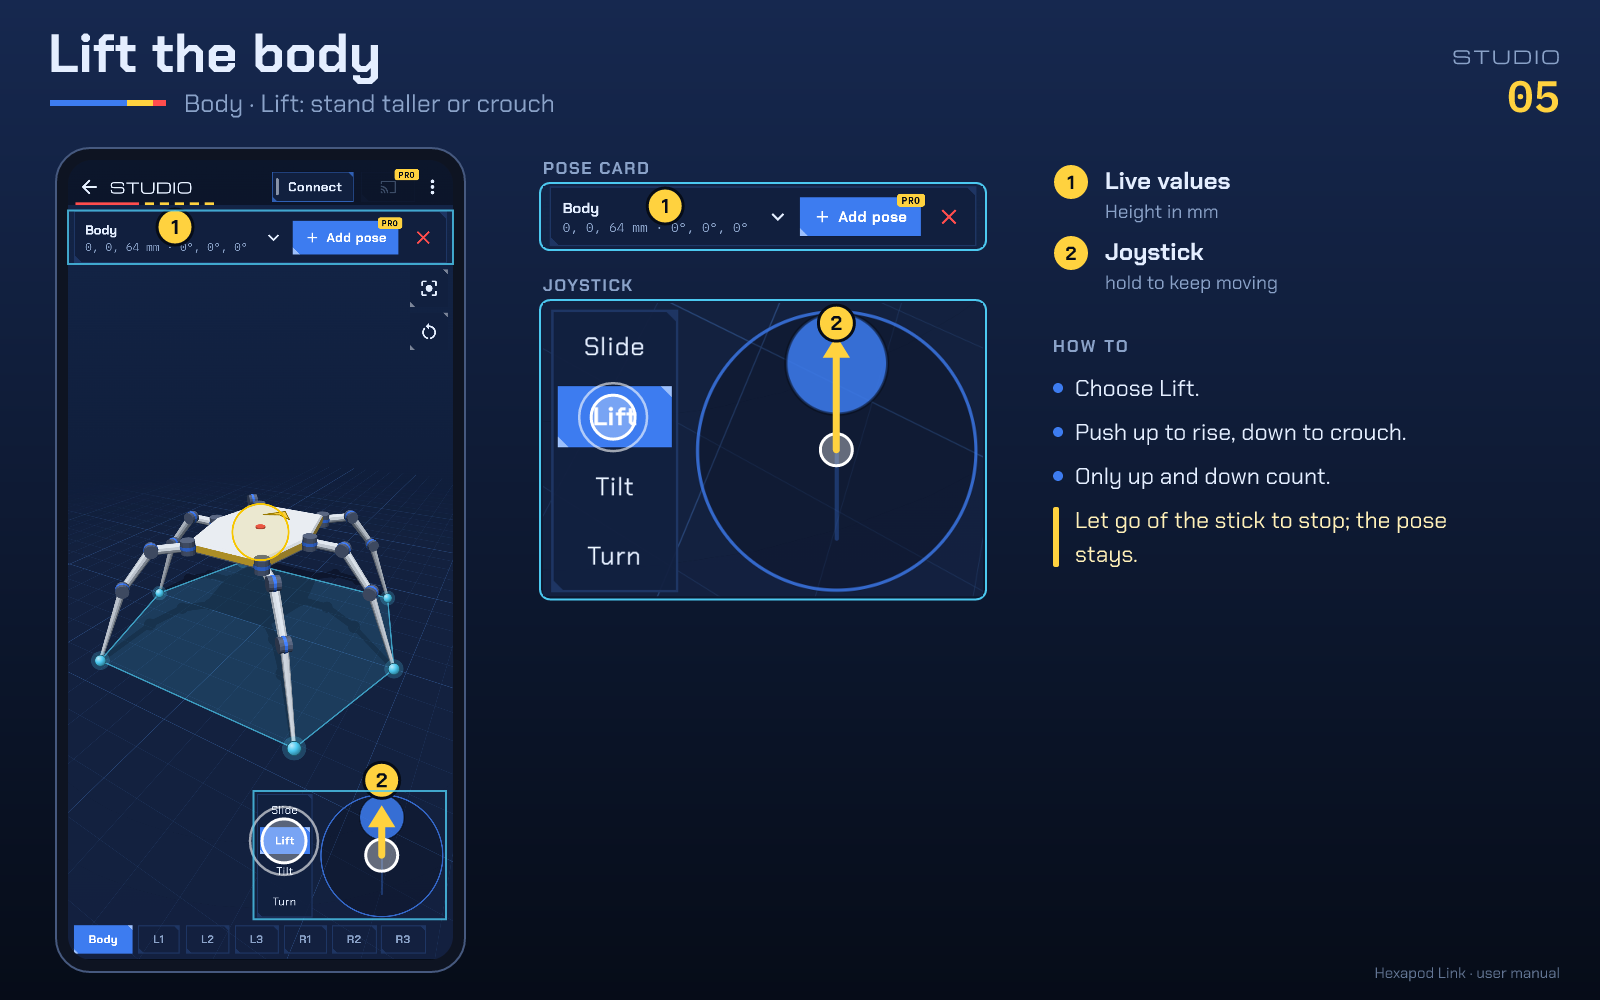 Lift the body
Body · Lift: stand taller or crouch
STUDIO
05
STUDIO
Connect
PRO
1
Body
0, 0, 64 mm · 0°, 0°, 0°
Add pose
PRO
2
Slide
Lift
Tilt
Turn
Body
L1
L2
L3
R1
R2
R3
POSE CARD
Body
1
0, 0, 64 mm · 0°, 0°, 0°
Add pose
PRO
JOYSTICK
Slide
Lift
Tilt
Turn
2
1
Live values
Height in mm
2
Joystick
hold to keep moving
HOW TO
Choose Lift.
Push up to rise, down to crouch.
Only up and down count.
Let go of the stick to stop; the pose
stays.
Hexapod Link · user manual